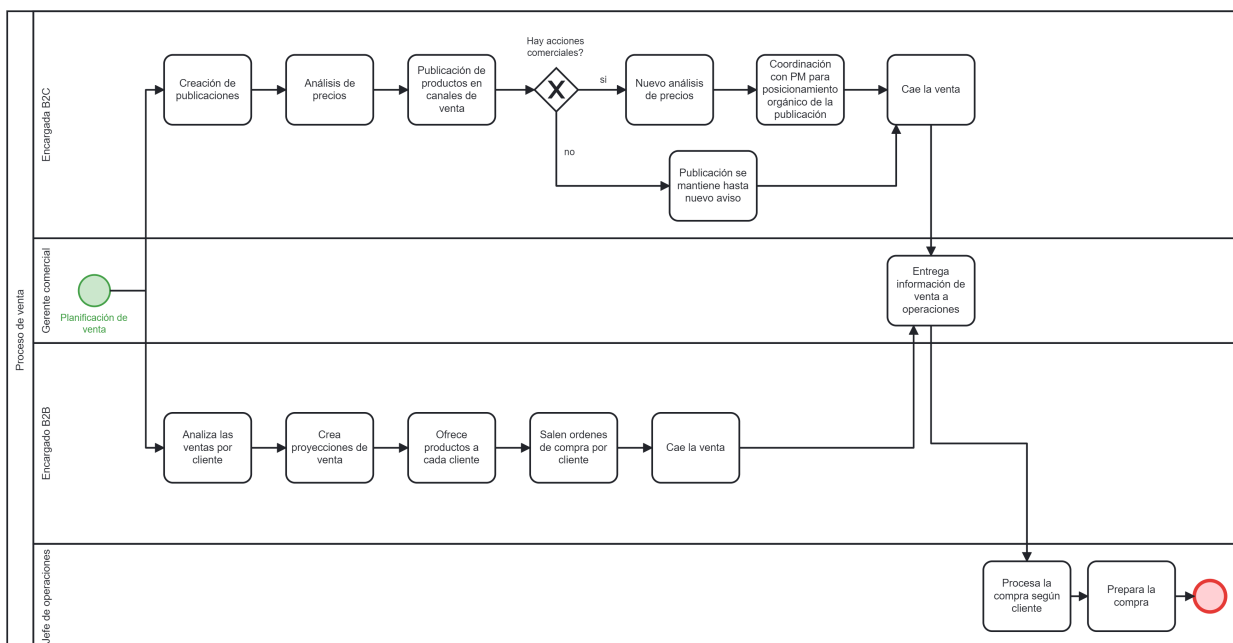 Proceso de venta
Encargada B2C
Hay acciones
comerciales?
Creación de
publicaciones
Análisis de
precios
Publicación de
productos en
canales de
venta
si
Nuevo análisis
de precios
Coordinación
con PM para
posicionamiento
orgánico de la
publicación
Cae la venta
no
Publicación se
mantiene hasta
nuevo aviso
Gerente comercial
Planificación de
venta
Entrega
información de
venta a
operaciones
Encargado B2B
Analiza las
ventas por
cliente
Crea
proyecciones de
venta
Ofrece
productos a
cada cliente
Salen ordenes
de compra por
cliente
Cae la venta
Jefe de operaciones
Procesa la
compra según
cliente
Prepara la
compra